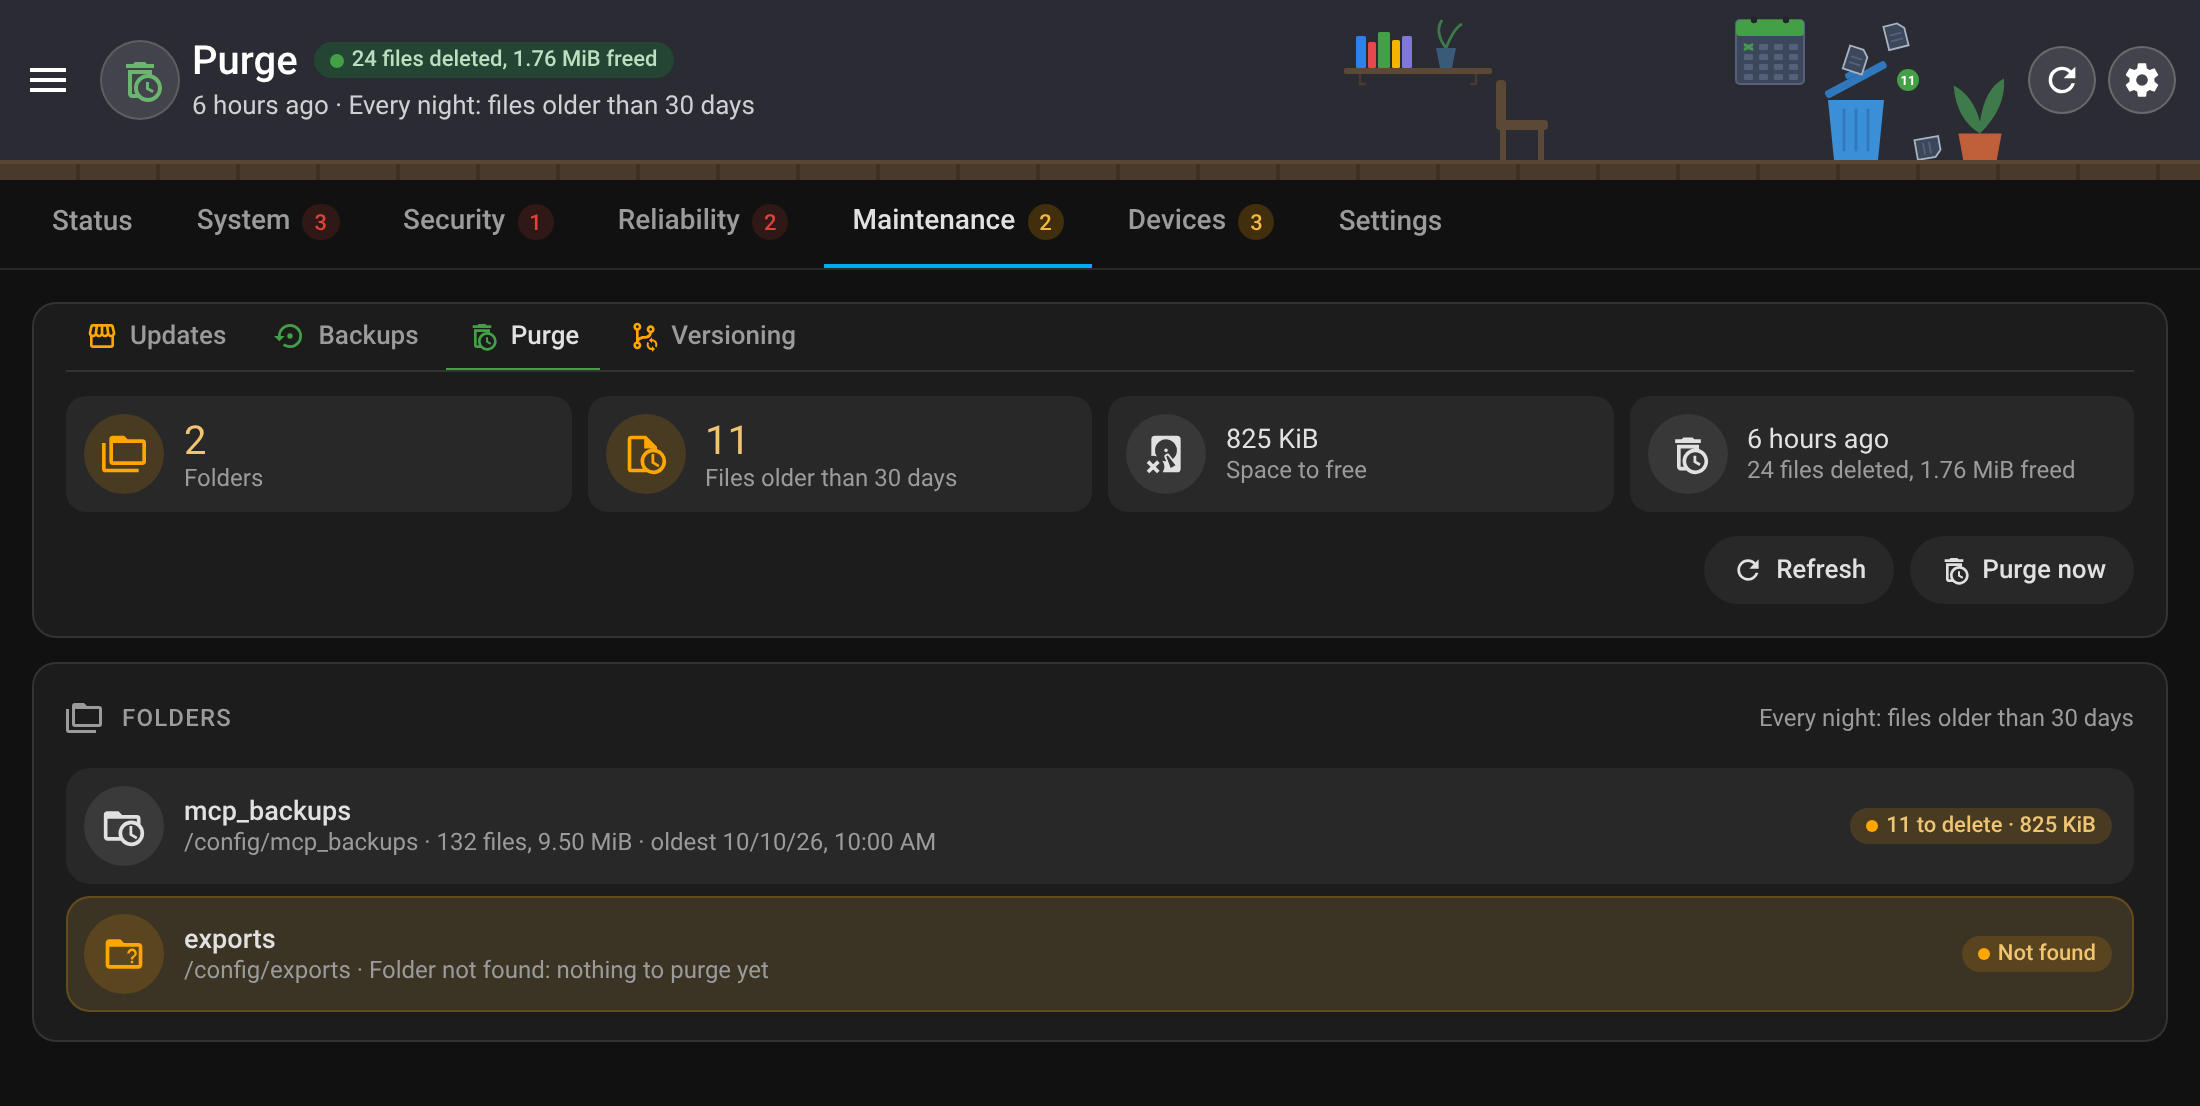 Purge
24 files deleted, 1.76 MiB freed
6 hours ago · Every night: files older than 30 days
11
Status
System 3
Security 1
Reliability 2
Maintenance 2
Devices 3
Settings
Updates
Backups
Purge
Versioning
2
Folders
11
Files older than 30 days
825 KiB
Space to free
6 hours ago
24 files deleted, 1.76 MiB freed
Refresh
Purge now
FOLDERS
Every night: files older than 30 days
mcp_backups
/config/mcp_backups · 132 files, 9.50 MiB · oldest 10/10/26, 10:00 AM
11 to delete · 825 KiB
exports
/config/exports · Folder not found: nothing to purge yet
Not found